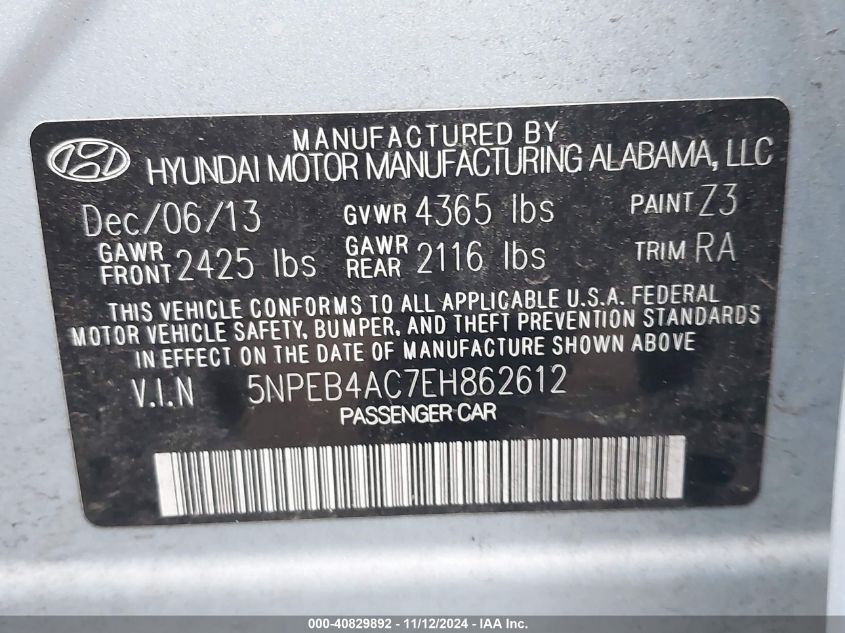 MANUFACTURED BY
HYUNDAI MOTOR MANUFACTURING ALABAMA, LLC
Dec/06/13 GVWR 4365 lbs PAINT Z3
GAWR FRONT 2425 lbs GAWR REAR 2116 lbs TRIM RA
THIS VEHICLE CONFORMS TO ALL APPLICABLE U.S.A. FEDERAL
MOTOR VEHICLE SAFETY, BUMPER, AND THEFT PREVENTION STANDARDS
IN EFFECT ON THE DATE OF MANUFACTURE SHOWN ABOVE
V.I.N 5NPEB4AC7EH862612
PASSENGER CAR
000-40829892 - 11/12/2024 - IAA Inc.